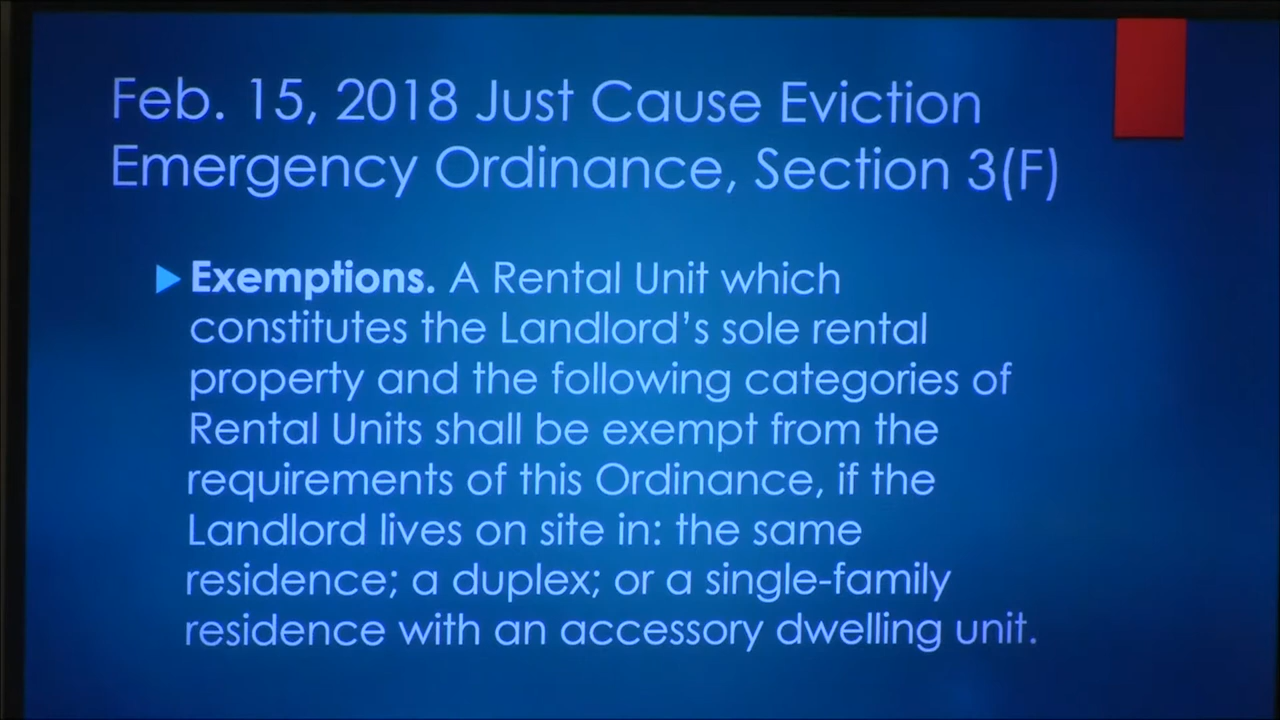 Feb. 15, 2018 Just Cause Eviction
Emergency Ordinance, Section 3(F)
Exemptions. A Rental Unit which
constitutes the Landlord's sole rental
property and the following categories of
Rental Units shall be exempt from the
requirements of this Ordinance, if the
Landlord lives on site in: the same
residence; a duplex; or a single-family
residence with an accessory dwelling unit.